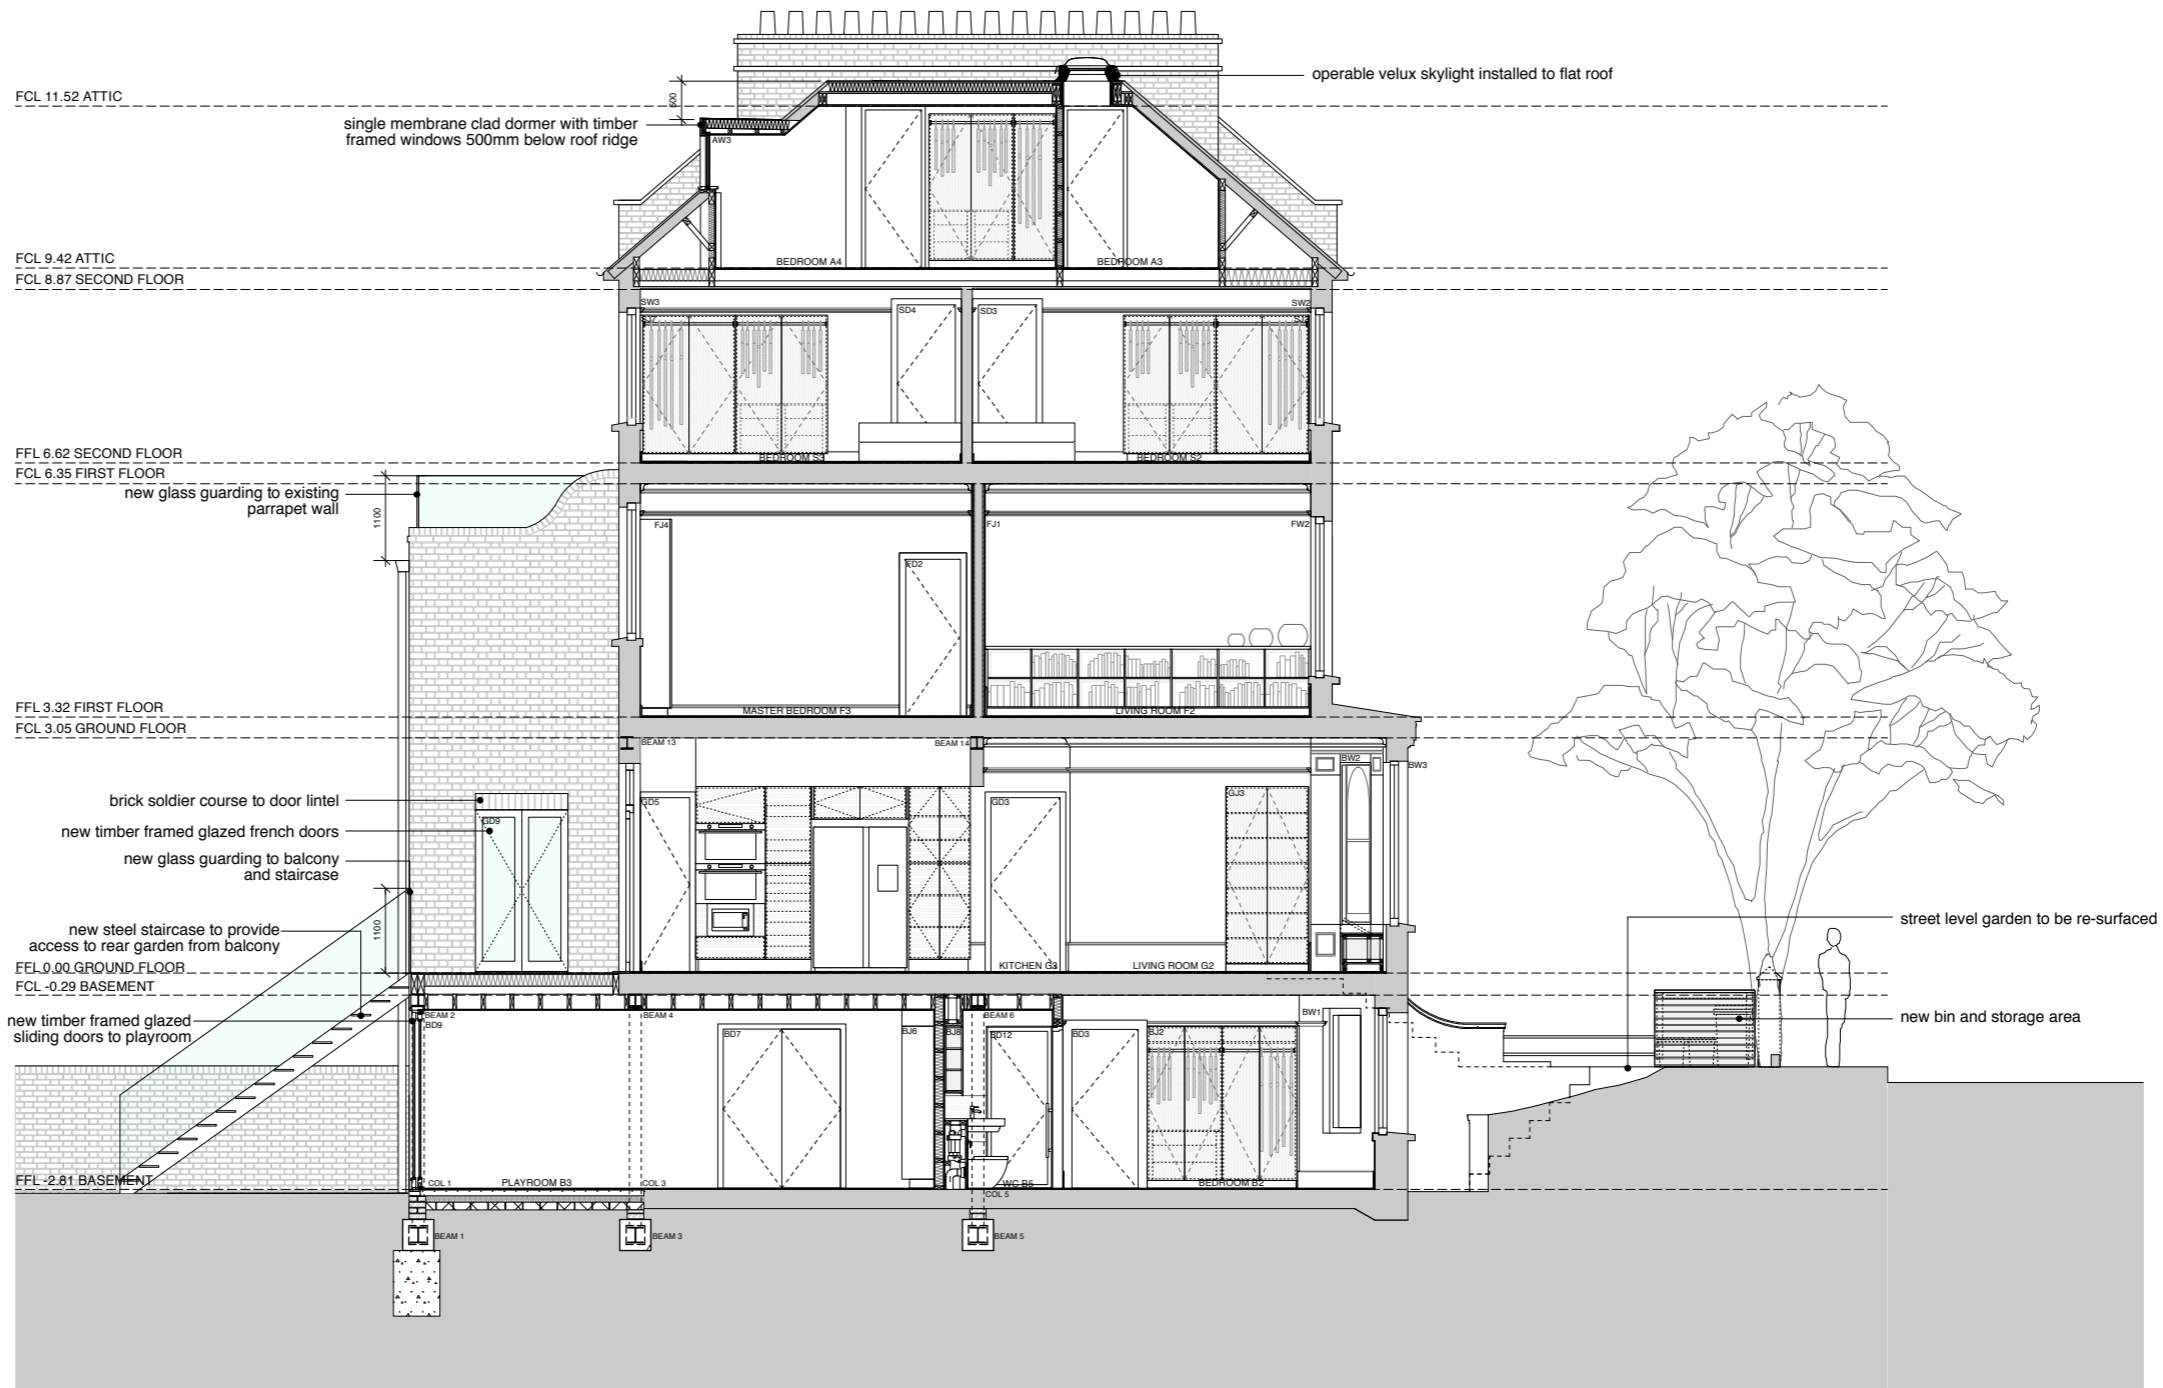 operable velux skylight installed to flat roof
FCL 11.52 ATTIC
500
single membrane clad dormer with timber
framed windows 500mm below roof ridge
AW3
FCL 9.42 ATTIC
BEDROOM A4
BEDROOM A3
FCL 8.87 SECOND FLOOR
SW3
SD4
SD3
SW2
SJ7
FFL 6.62 SECOND FLOOR
BEDROOM S3
BEDROOM S2
FCL 6.35 FIRST FLOOR
new glass guarding to existing
parrapet wall
1100
FJ4
FJ1
FW2
FD2
FFL 3.32 FIRST FLOOR
MASTER BEDROOM F3
LIVING ROOM F2
FCL 3.05 GROUND FLOOR
BEAM 13
BEAM 14
BW2
BW3
brick soldier course to door lintel
GD5
GD3
GJ3
new timber framed glazed french doors
GD9
new glass guarding to balcony
and staircase
1100
new steel staircase to provide
access to rear garden from balcony
street level garden to be re-surfaced
FFL 0.00 GROUND FLOOR
KITCHEN G3
LIVING ROOM G2
FCL -0.29 BASEMENT
new timber framed glazed
sliding doors to playroom
BEAM 2
BD9
BEAM 4
BEAM 6
BW1
new bin and storage area
BD7
BJ6
BJ8
BD12
BD3
BJ2
FFL -2.81 BASEMENT
COL 1
PLAYROOM B3
COL 3
WC B5
BEDROOM B2
COL 5
BEAM 1
BEAM 3
BEAM 5